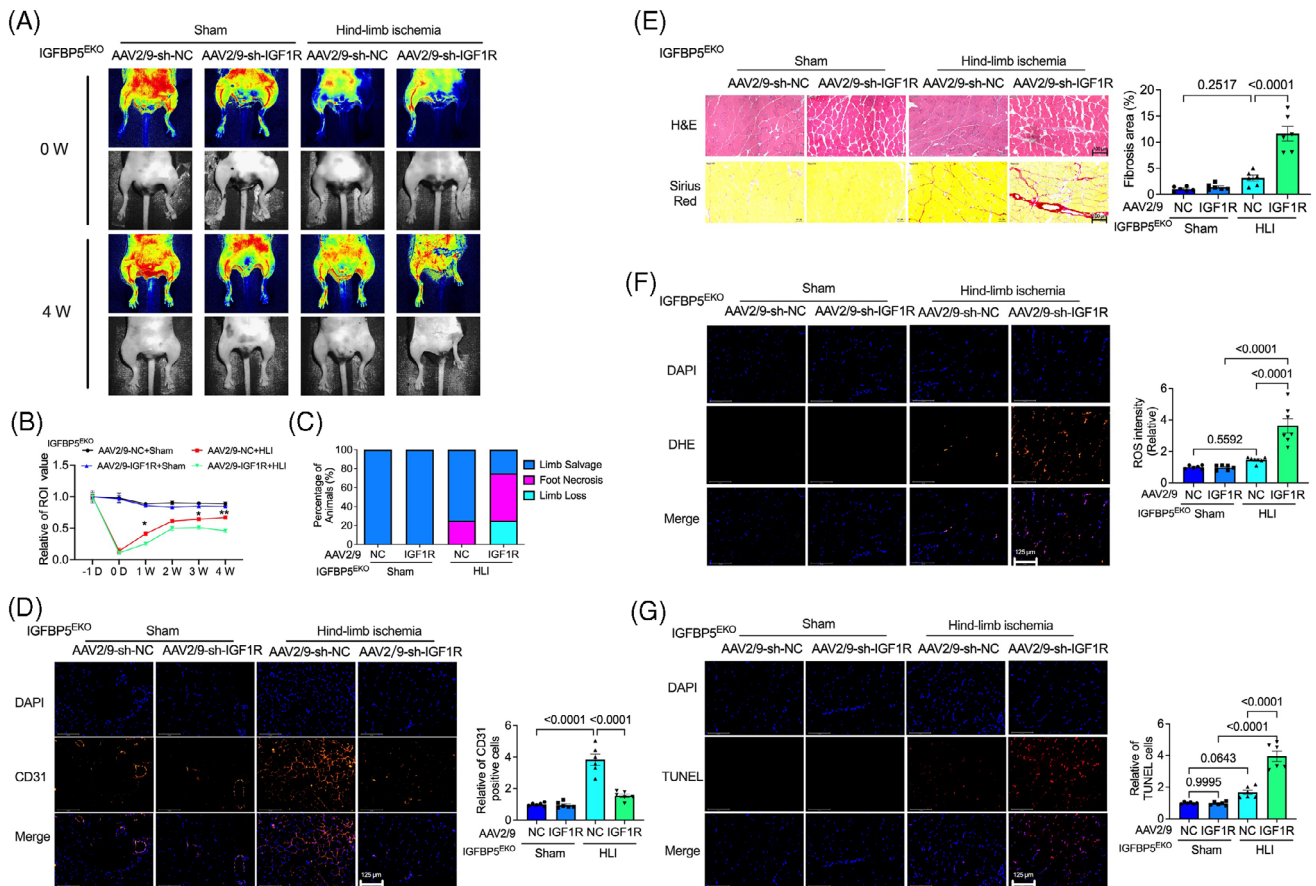 (A)
Sham
Hind-limb ischemia
IGFBP5EKO
AAV2/9-sh-NC AAV2/9-sh-IGF1R AAV2/9-sh-NC AAV2/9-sh-IGF1R
0 W
4 W
(B)
IGFBP5EKO
AAV2/9-NC+Sham
AAV2/9-NC+HLI
AAV2/9-IGF1R+Sham
AAV2/9-IGF1R+HLI
Relative of ROI value
1.5
1.0
0.5
0.0
*
*
**
-1 D 0 D 1 W 2 W 3 W 4 W
(C)
Percentage of
Animals (%)
100
80
60
40
20
0
Limb Salvage
Foot Necrosis
Limb Loss
AAV2/9 NC IGF1R NC IGF1R
IGFBP5EKO Sham HLI
(D)
IGFBP5EKO
Sham
Hind-limb ischemia
AAV2/9-sh-NC AAV2/9-sh-IGF1R AAV2/9-sh-NC AAV2/9-sh-IGF1R
DAPI
CD31
Merge
125 μm
Relative of CD31
positive cells
6
4
2
0
<0.0001 <0.0001
AAV2/9 NC IGF1R NC IGF1R
IGFBP5EKO Sham HLI
(E)
IGFBP5EKO
Sham
Hind-limb ischemia
AAV2/9-sh-NC AAV2/9-sh-IGF1R AAV2/9-sh-NC AAV2/9-sh-IGF1R
H&E
Sirius
Red
Fibrosis area (%)
20
15
10
5
0
0.2517 <0.0001
AAV2/9 NC IGF1R NC IGF1R
IGFBP5EKO Sham HLI
(F)
IGFBP5EKO
Sham
Hind-limb ischemia
AAV2/9-sh-NC AAV2/9-sh-IGF1R AAV2/9-sh-NC AAV2/9-sh-IGF1R
DAPI
DHE
Merge
125 μm
ROS intensity
(Relative)
6
4
2
0
<0.0001
<0.0001
0.5592
AAV2/9 NC IGF1R NC IGF1R
IGFBP5EKO Sham HLI
(G)
IGFBP5EKO
Sham
Hind-limb ischemia
AAV2/9-sh-NC AAV2/9-sh-IGF1R AAV2/9-sh-NC AAV2/9-sh-IGF1R
DAPI
TUNEL
Merge
125 μm
Relative of
TUNEL cells
6
4
2
0
<0.0001
<0.0001
0.0643
0.9995
AAV2/9 NC IGF1R NC IGF1R
IGFBP5EKO Sham HLI